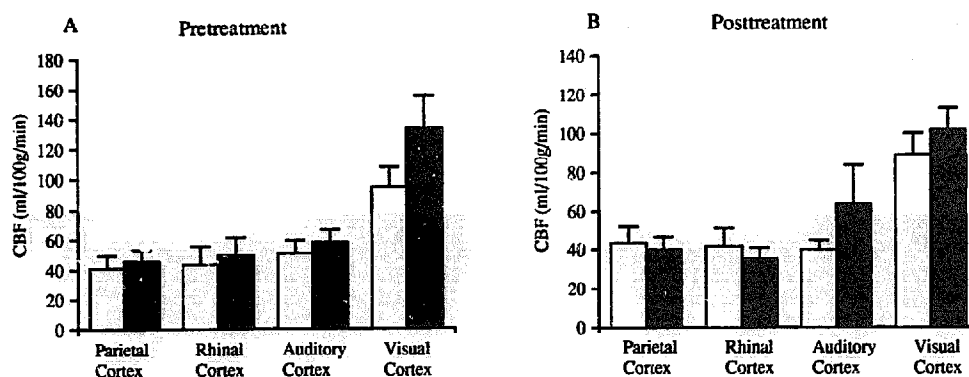 A
Pretreatment
CBF (ml/100g/min)
180
160
140
120
100
80
60
40
20
0
Parietal Cortex
Rhinal Cortex
Auditory Cortex
Visual Cortex
B
Posttreatment
CBF (ml/100g/min)
140
120
100
80
60
40
20
0
Parietal Cortex
Rhinal Cortex
Auditory Cortex
Visual Cortex